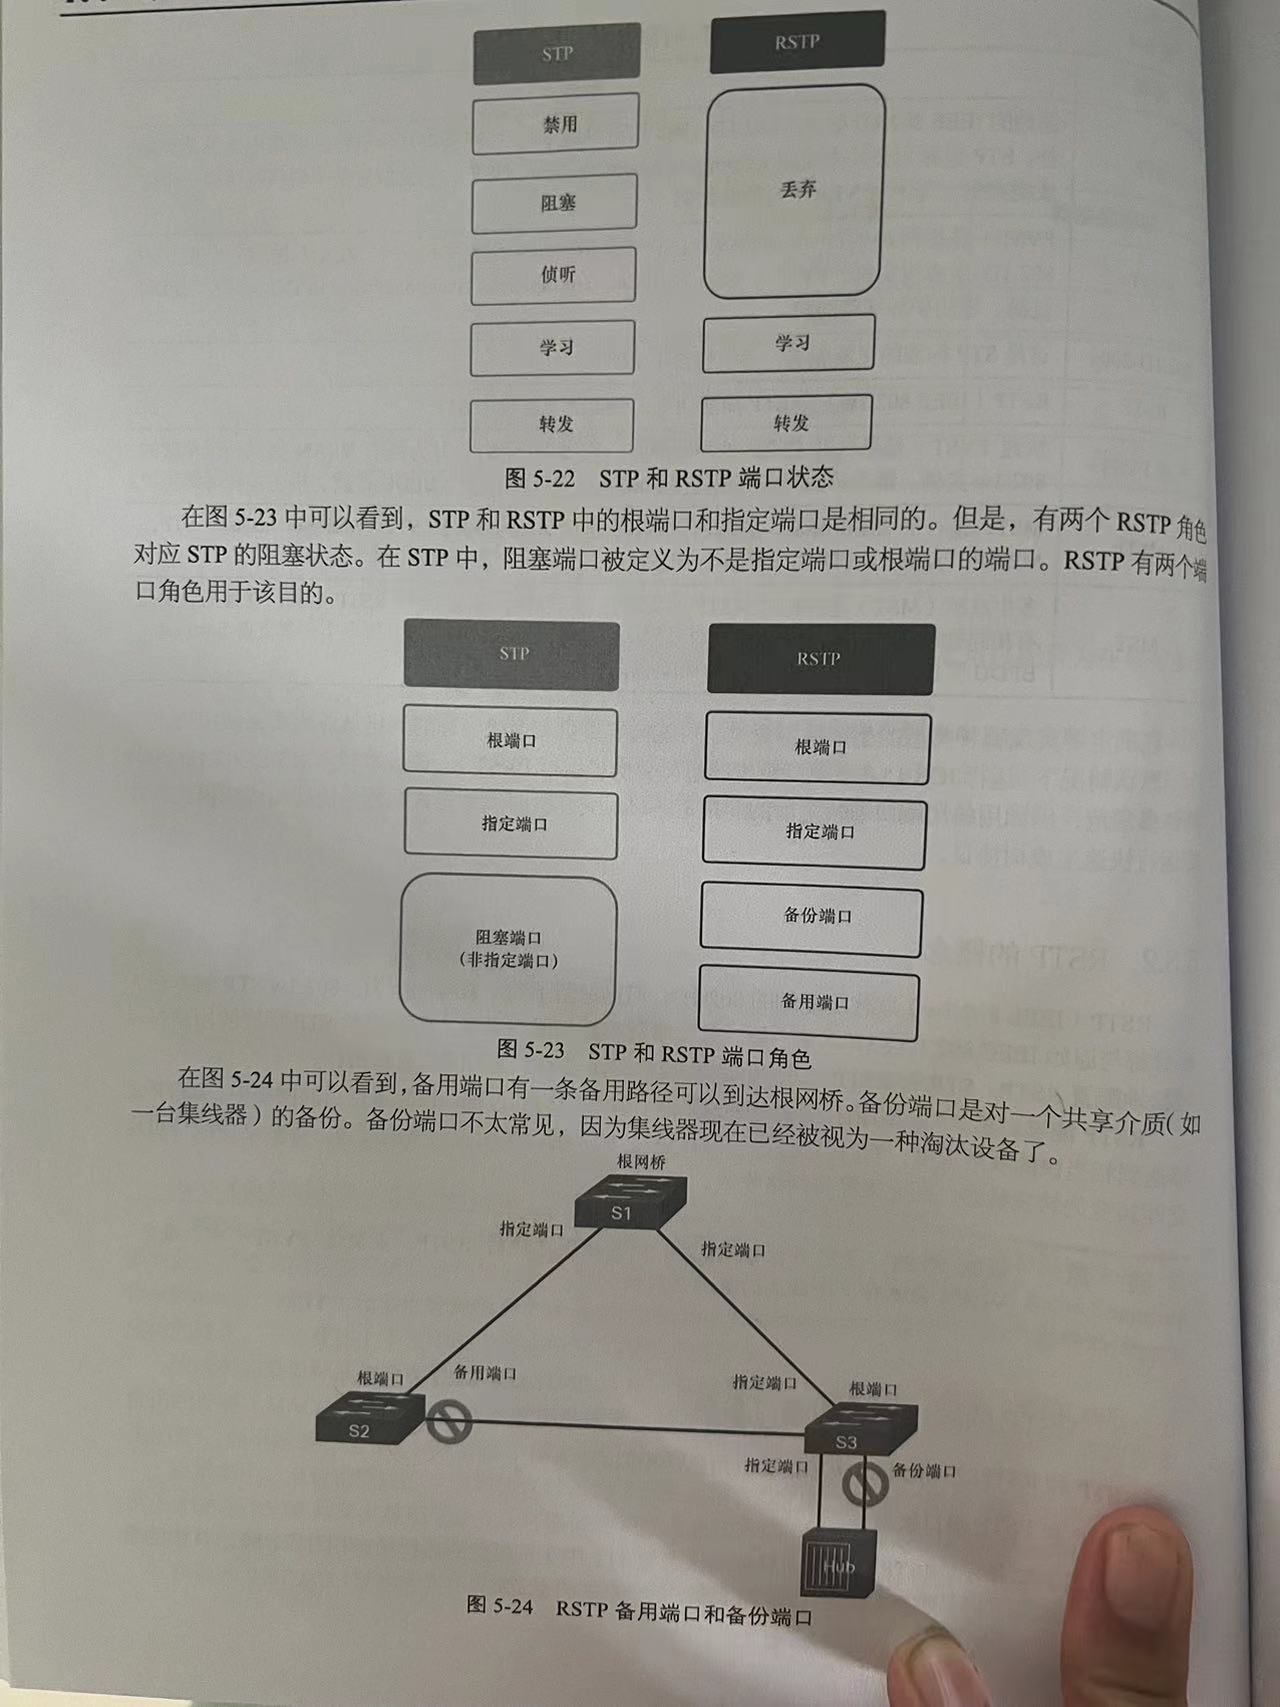 STP RSTP
禁用
阻塞 丢弃
侦听
学习 学习
转发 转发
图 5-22 STP 和 RSTP 端口状态
在图 5-23 中可以看到，STP 和 RSTP 中的根端口和指定端口是相同的。但是，有两个 RSTP 角色
对应 STP 的阻塞状态。在 STP 中，阻塞端口被定义为不是指定端口或根端口的端口。RSTP 有两个端
口角色用于该目的。
STP RSTP
根端口 根端口
指定端口 指定端口
阻塞端口 备份端口
(非指定端口) 备用端口
图 5-23 STP 和 RSTP 端口角色
在图 5-24 中可以看到，备用端口有一条备用路径可以到达根网桥。备份端口是对一个共享介质（如
一台集线器）的备份。备份端口不太常见，因为集线器现在已经被视为一种淘汰设备了。
根网桥
S1
指定端口 指定端口
根端口 备用端口 指定端口 根端口
S2 S3
指定端口 备份端口
Hub
图 5-24 RSTP 备用端口和备份端口